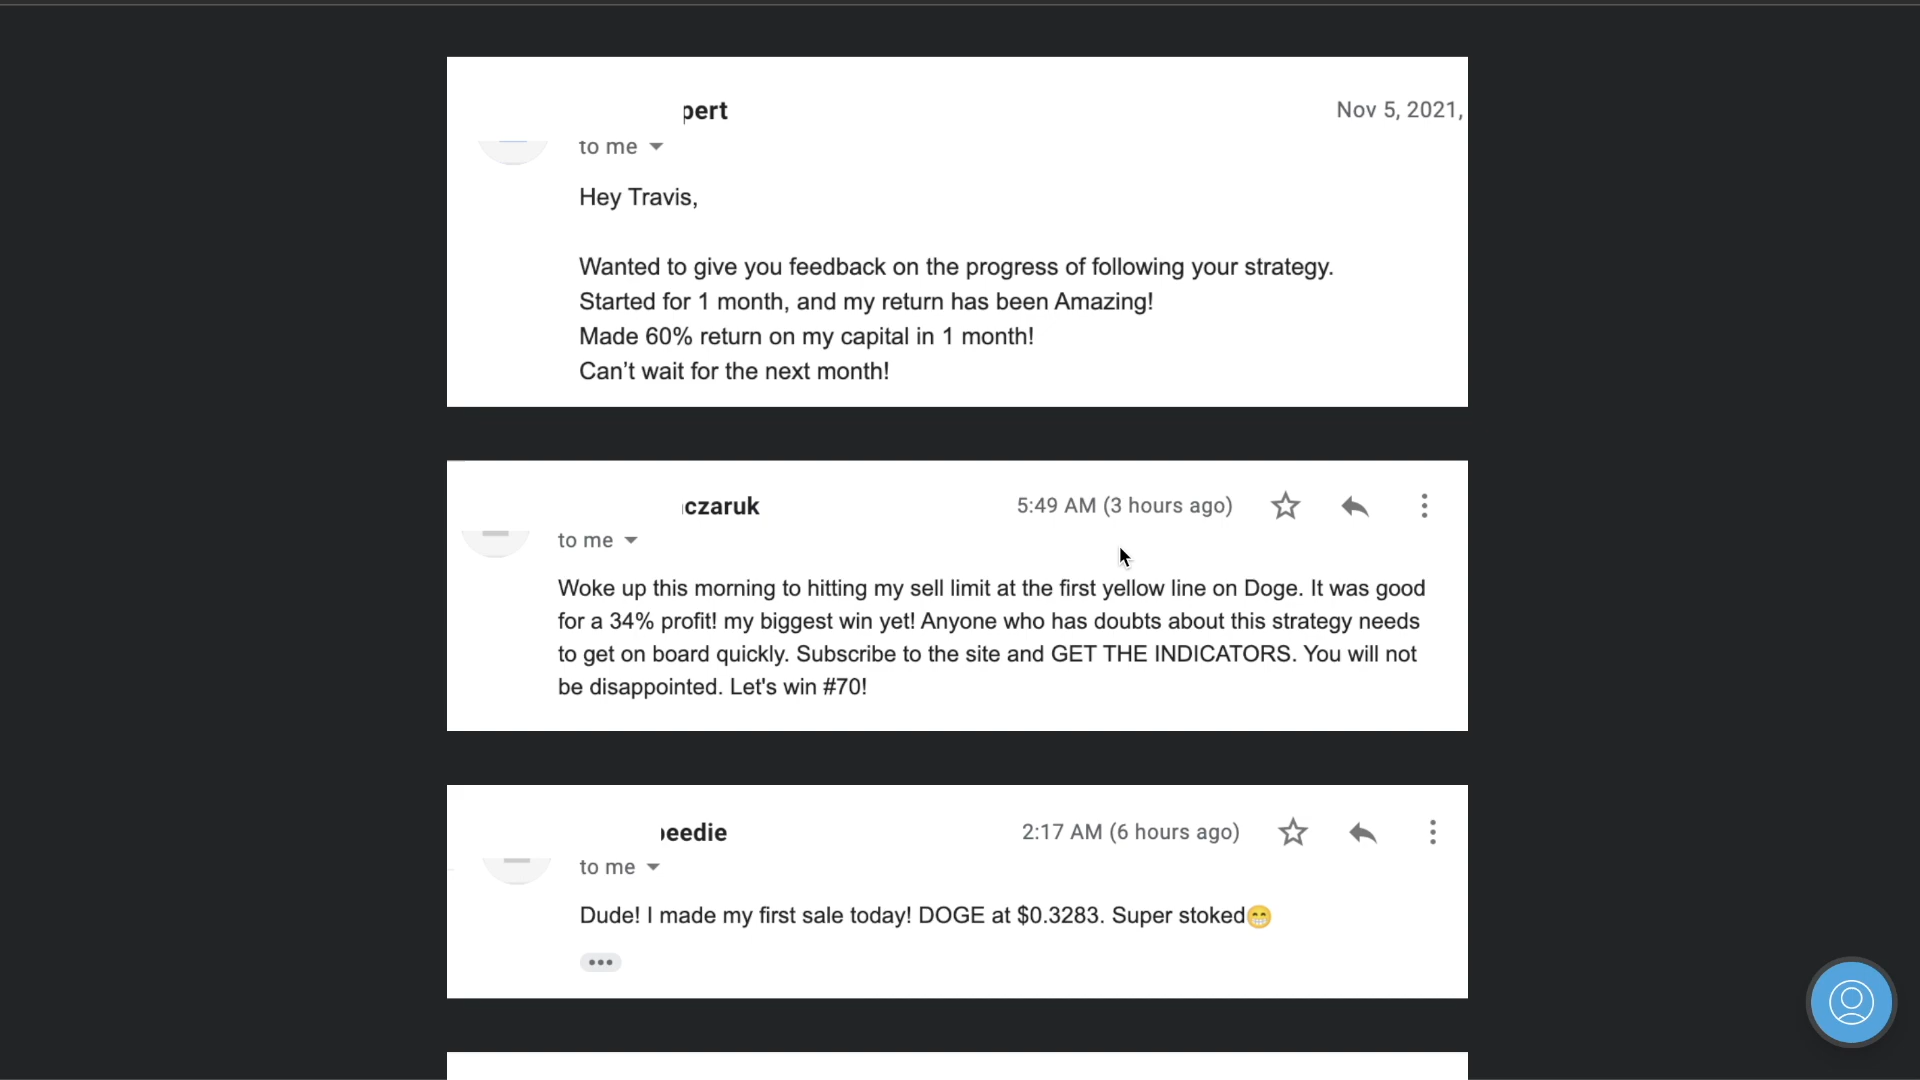 pert
Nov 5, 2021,
to me
Hey Travis,
Wanted to give you feedback on the progress of following your strategy.
Started for 1 month, and my return has been Amazing!
Made 60% return on my capital in 1 month!
Can't wait for the next month!
czaruk
5:49 AM (3 hours ago)
to me
Woke up this morning to hitting my sell limit at the first yellow line on Doge. It was good
for a 34% profit! my biggest win yet! Anyone who has doubts about this strategy needs
to get on board quickly. Subscribe to the site and GET THE INDICATORS. You will not
be disappointed. Let's win #70!
eedie
2:17 AM (6 hours ago)
to me
Dude! I made my first sale today! DOGE at $0.3283. Super stoked😁